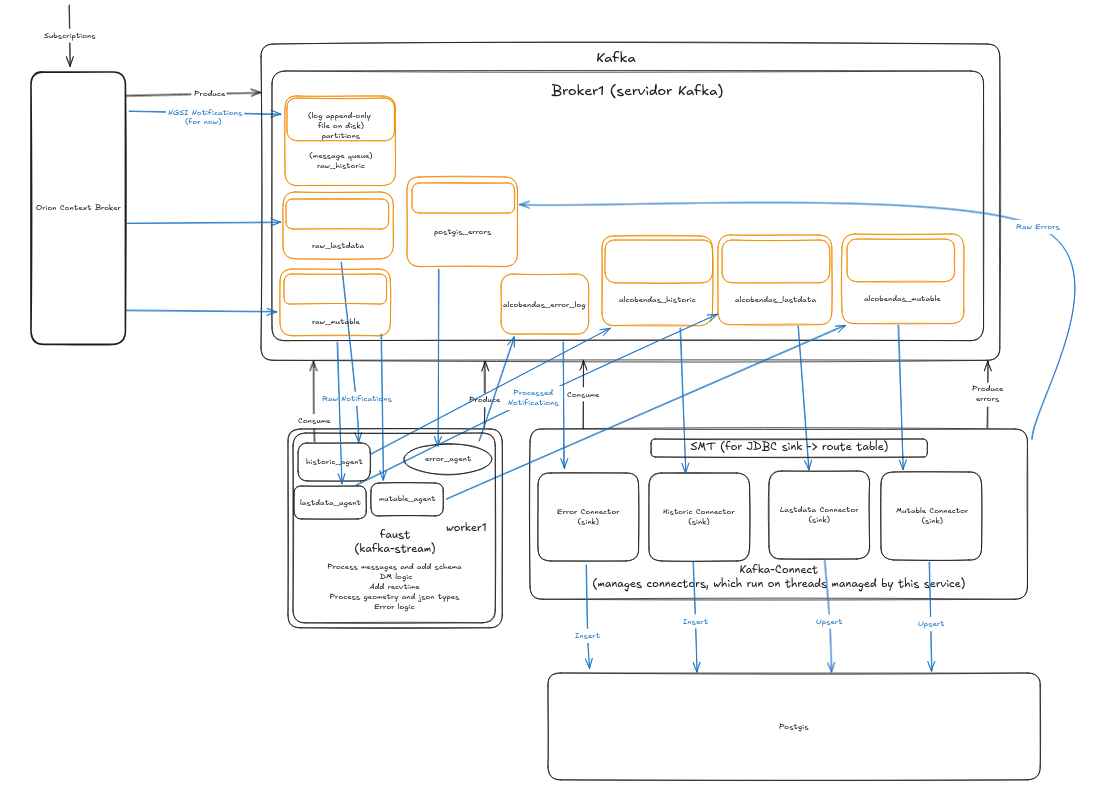 Subscriptions
Kafka
Broker1 (servidor Kafka)
Produce
NGSI Notifications
(for now)
(log append-only
file on disk)
partitions
(message queue)
raw_historic
Orion Context Broker
raw_lastdata
postgis_errors
Raw Errors
raw_mutable
alcobendas_error_log
alcobendas_historic
alcobendas_lastdata
alcobendas_mutable
Raw Notifications
Consume
Produce
Processed
Notifications
Consume
Produce
errors
historic_agent
error_agent
lastdata_agent
mutable_agent
worker1
faust
(kafka-stream)
Process messages and add schema
DM logic
Add recvtime
Process geometry and json types
Error logic
SMT (for JDBC sink -> route table)
Error Connector
(sink)
Historic Connector
(sink)
Lastdata Connector
(sink)
Mutable Connector
(sink)
Kafka-Connect
(manages connectors, which run on threads managed by this service)
Insert
Insert
Upsert
Upsert
Postgis